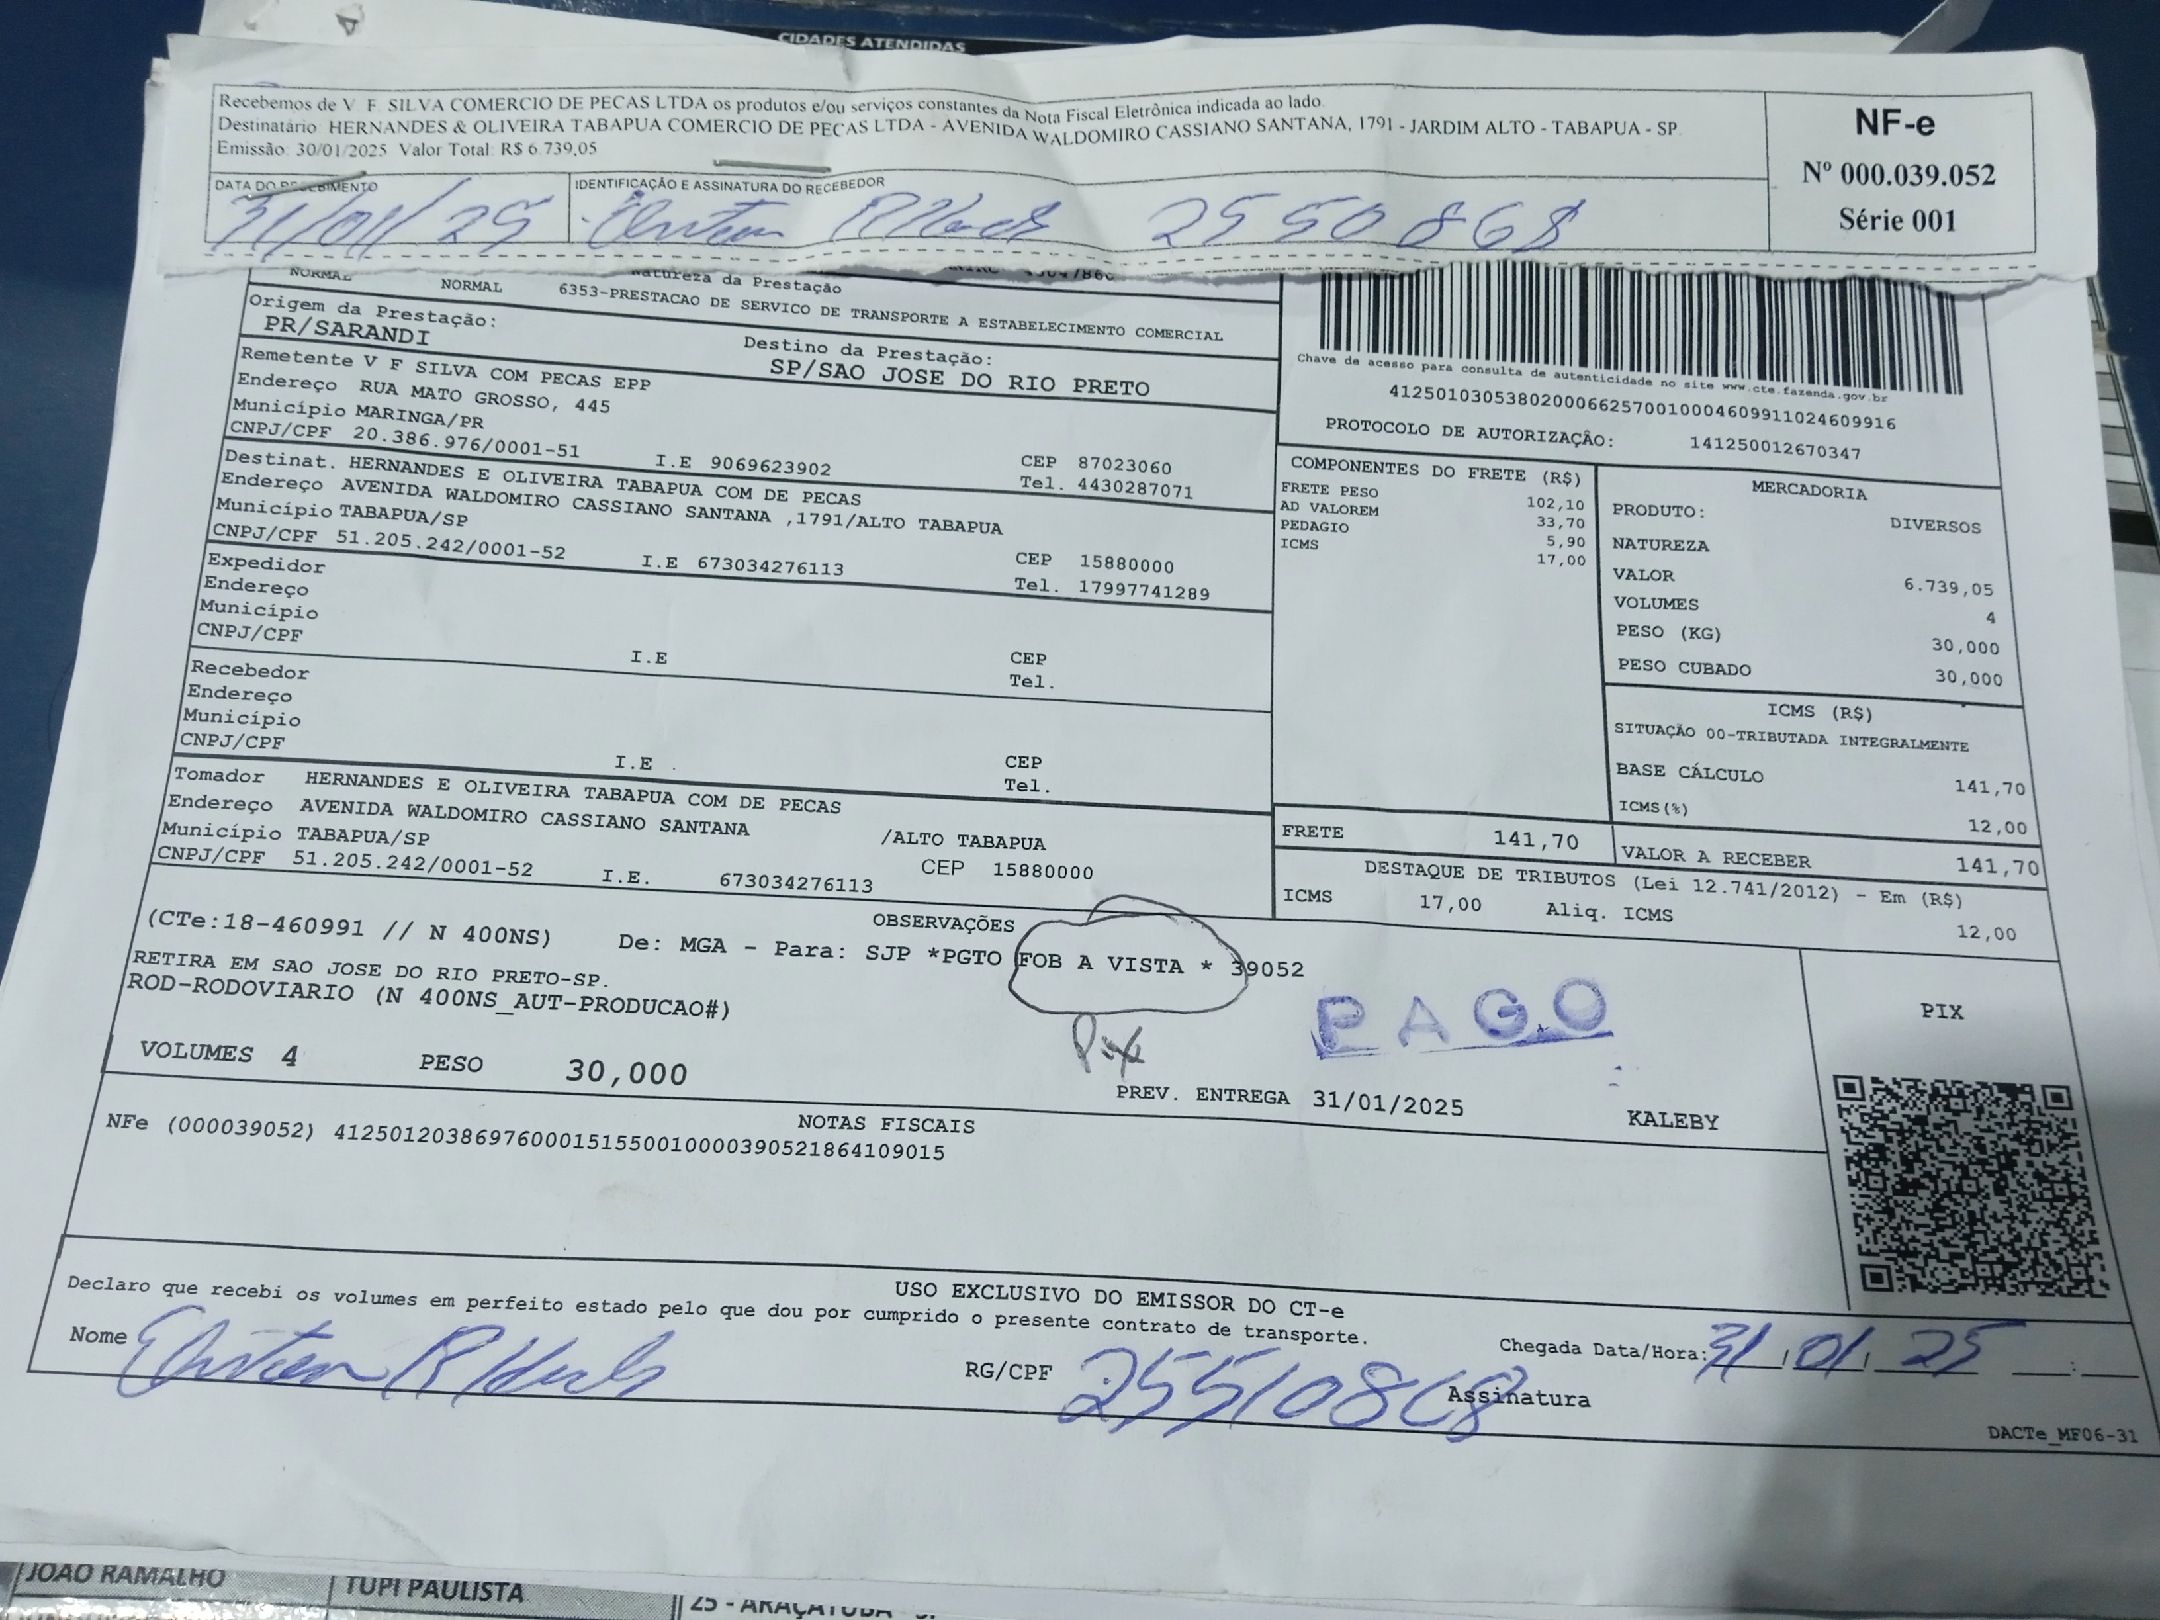 CIDADES ATENDIDAS
Recebemos de V. F. SILVA COMERCIO DE PECAS LTDA os produtos e/ou serviços constantes da Nota Fiscal Eletrônica indicada ao lado.
Destinatário: HERNANDES & OLIVEIRA TABAPUA COMERCIO DE PECAS LTDA - AVENIDA WALDOMIRO CASSIANO SANTANA, 1791 - JARDIM ALTO - TABAPUA - SP.
Emissão: 30/01/2025 Valor Total: R$ 6.739,05
NF-e
Nº 000.039.052
Série 001
DATA DO RECEBIMENTO
IDENTIFICAÇÃO E ASSINATURA DO RECEBEDOR
31/01/25
2550868
NORMAL NORMAL
Natureza da Prestação
6353-PRESTACAO DE SERVICO DE TRANSPORTE A ESTABELECIMENTO COMERCIAL
Origem da Prestação:
PR/SARANDI
Destino da Prestação:
SP/SAO JOSE DO RIO PRETO
Remetente V F SILVA COM PECAS EPP
Endereço RUA MATO GROSSO, 445
Município MARINGA/PR CEP 87023060
CNPJ/CPF 20.386.976/0001-51 I.E 9069623902 Tel. 4430287071
Destinat. HERNANDES E OLIVEIRA TABAPUA COM DE PECAS
Endereço AVENIDA WALDOMIRO CASSIANO SANTANA ,1791/ALTO TABAPUA
Município TABAPUA/SP CEP 15880000
CNPJ/CPF 51.205.242/0001-52 I.E 673034276113 Tel. 17997741289
Expedidor
Endereço
Município CEP
CNPJ/CPF I.E Tel.
Recebedor
Endereço
Município CEP
CNPJ/CPF I.E . Tel.
Tomador HERNANDES E OLIVEIRA TABAPUA COM DE PECAS
Endereço AVENIDA WALDOMIRO CASSIANO SANTANA /ALTO TABAPUA
Município TABAPUA/SP CEP 15880000
CNPJ/CPF 51.205.242/0001-52 I.E. 673034276113
Chave de acesso para consulta de autenticidade no site www.cte.fazenda.gov.br
41250103053802000662570010004609911024609916
PROTOCOLO DE AUTORIZAÇÃO: 141250012670347
COMPONENTES DO FRETE (R$)
FRETE PESO 102,10
AD VALOREM 33,70
PEDAGIO 5,90
ICMS 17,00
MERCADORIA
PRODUTO: DIVERSOS
NATUREZA
VALOR 6.739,05
VOLUMES 4
PESO (KG) 30,000
PESO CUBADO 30,000
ICMS (R$)
SITUAÇÃO 00-TRIBUTADA INTEGRALMENTE
BASE CÁLCULO 141,70
ICMS(%) 12,00
FRETE 141,70
VALOR A RECEBER 141,70
DESTAQUE DE TRIBUTOS (Lei 12.741/2012) - Em (R$)
ICMS 17,00 Aliq. ICMS 12,00
OBSERVAÇÕES
(CTe:18-460991 // N 400NS) De: MGA - Para: SJP *PGTO FOB A VISTA * 39052
RETIRA EM SAO JOSE DO RIO PRETO-SP.
ROD-RODOVIARIO (N 400NS_AUT-PRODUCAO#)
Pix
PAGO
PIX
VOLUMES 4 PESO 30,000
PREV. ENTREGA 31/01/2025 KALEBY
NOTAS FISCAIS
NFe (000039052) 41250120386976000151550010000390521864109015
USO EXCLUSIVO DO EMISSOR DO CT-e
Declaro que recebi os volumes em perfeito estado pelo que dou por cumprido o presente contrato de transporte.
Nome
RG/CPF
Chegada Data/Hora: 31/01/25 :
Assinatura
DACTe_MF06-31
JOAO RAMALHO
TUPI PAULISTA
25 - ARAÇATUBA